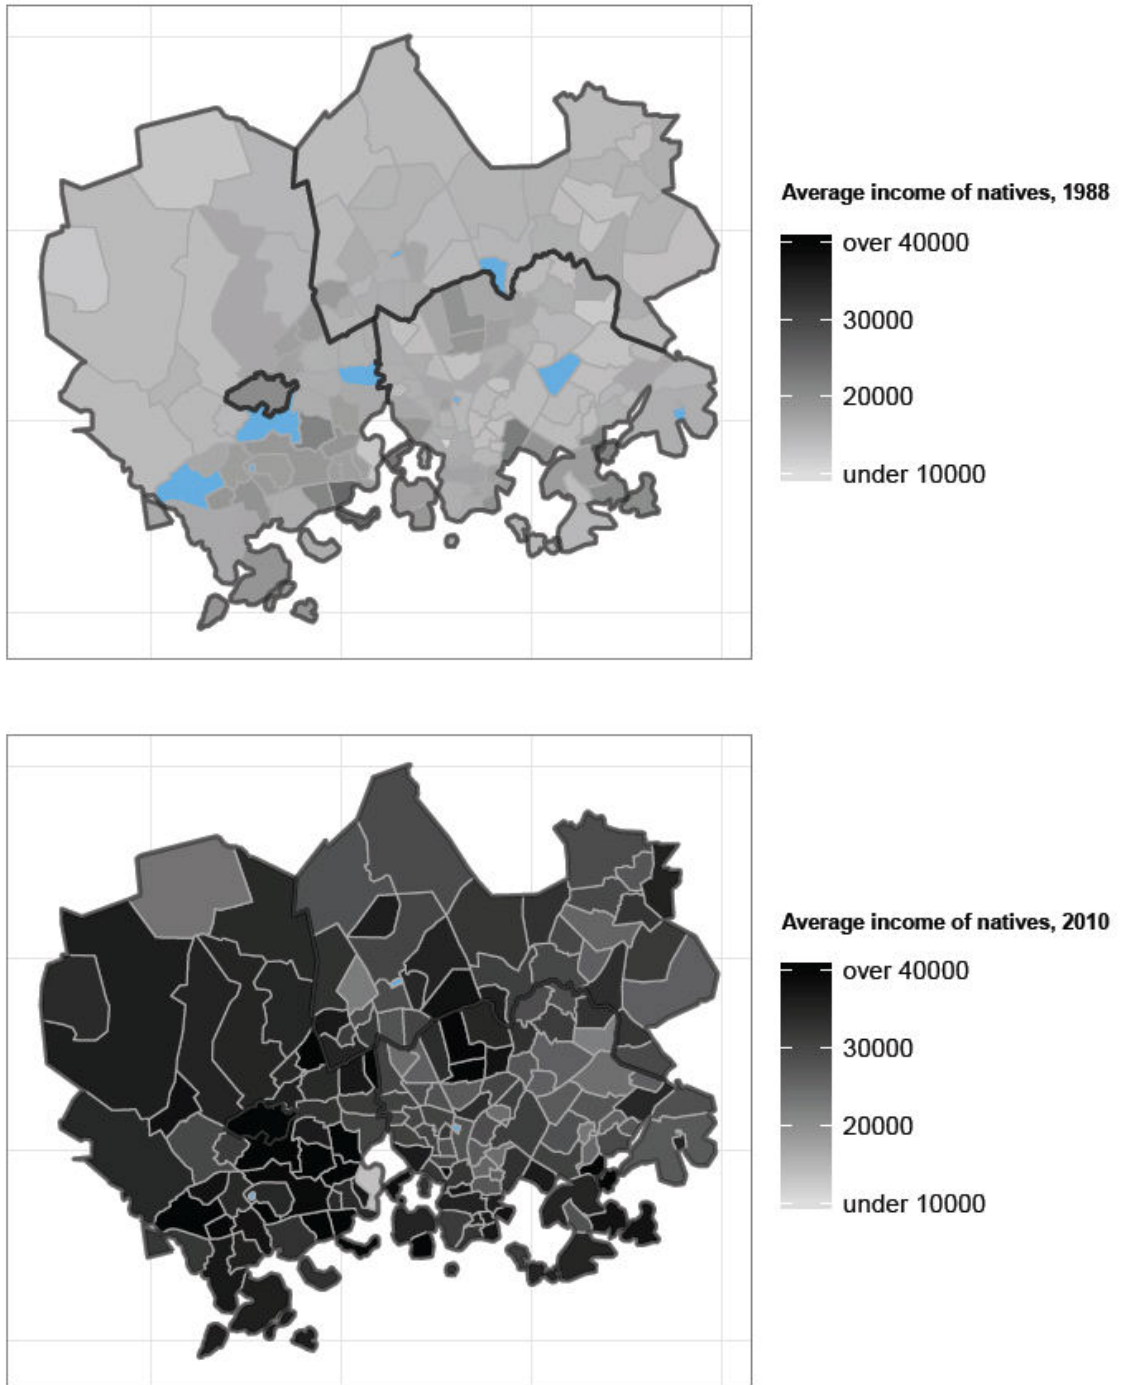 Average income of natives, 1988
over 40000
30000
20000
under 10000
Average income of natives, 2010
over 40000
30000
20000
under 10000